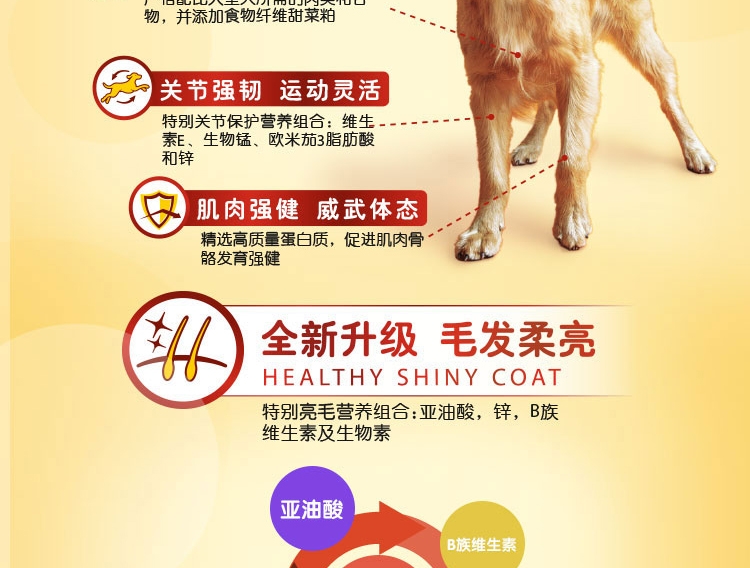 物，并添加食物纤维甜菜粕
关节强韧 运动灵活
特别关节保护营养组合：维生
素E、生物锰、欧米茄3脂肪酸
和锌
肌肉强健 威武体态
精选高质量蛋白质，促进肌肉骨
骼发育强健
全新升级 毛发柔亮
HEALTHY SHINY COAT
特别亮毛营养组合:亚油酸，锌，B族
维生素及生物素
亚油酸
B族维生素